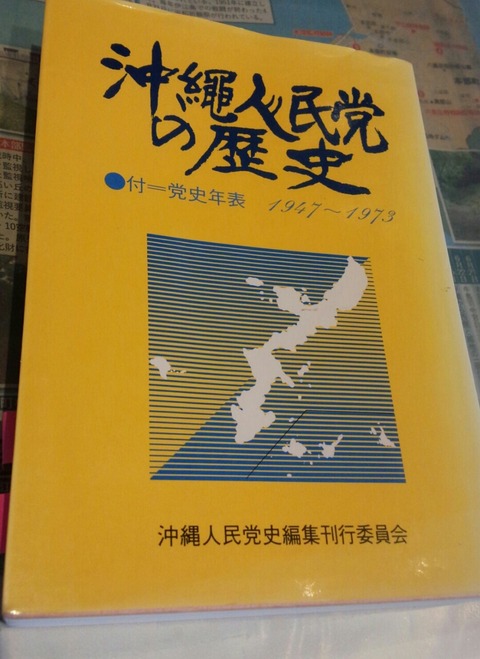 沖繩人民党
の歴史
●付=党史年表 1947~1973
沖縄人民党史編集刊行委員会